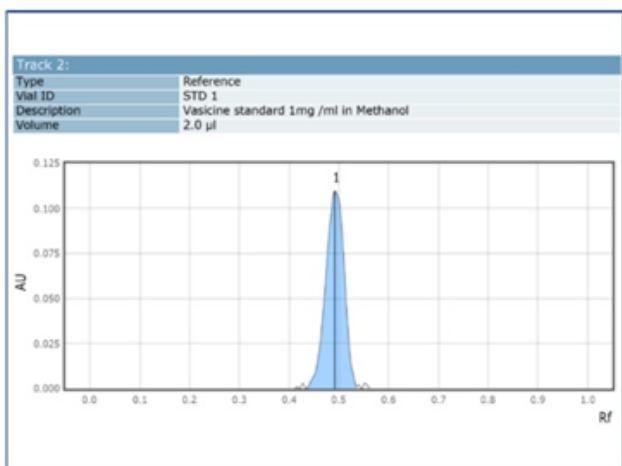 Track 2:
Type Reference
Vial ID STD 1
Description Vasicine standard 1mg /ml in Methanol
Volume 2.0 µl
0.125
1
0.100
0.075
AU
0.050
0.025
0.000
0.0 0.1 0.2 0.3 0.4 0.5 0.6 0.7 0.8 0.9 1.0
Rf